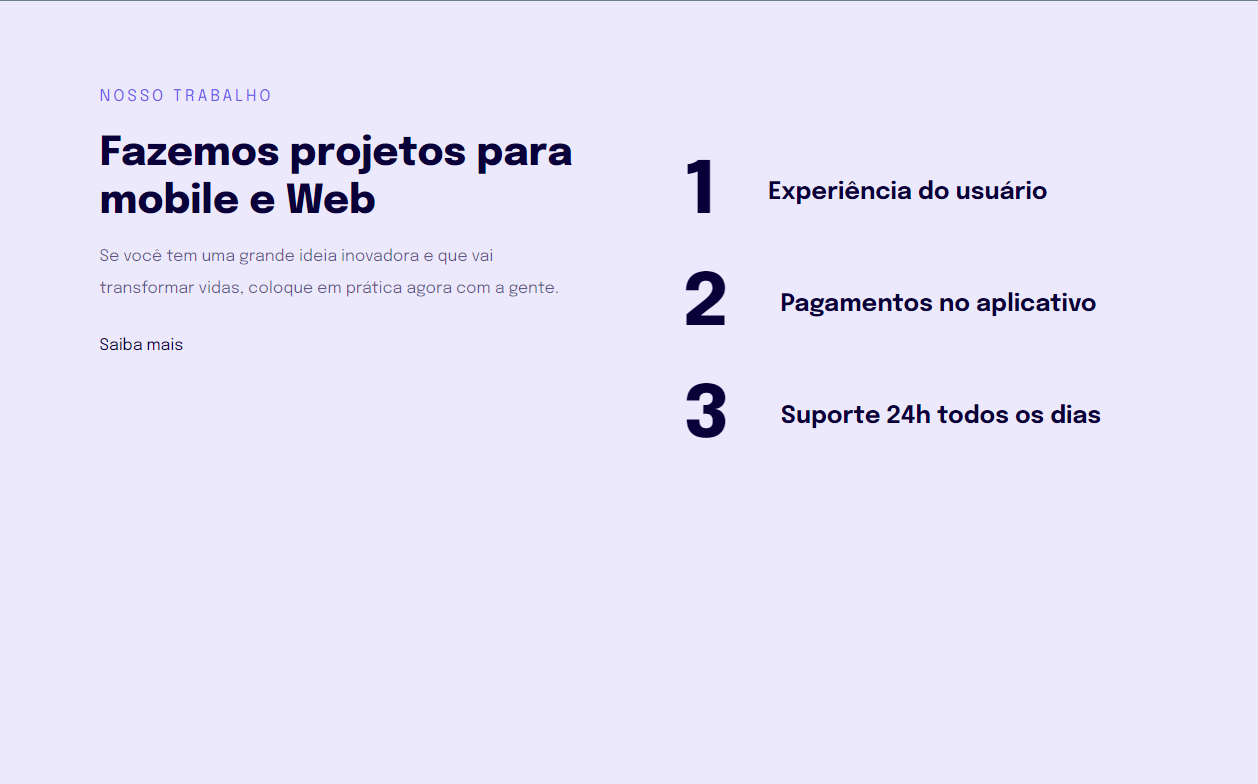 NOSSO TRABALHO
Fazemos projetos para
mobile e Web
Se você tem uma grande ideia inovadora e que vai
transformar vidas, coloque em prática agora com a gente.
Saiba mais
1 Experiência do usuário
2 Pagamentos no aplicativo
3 Suporte 24h todos os dias